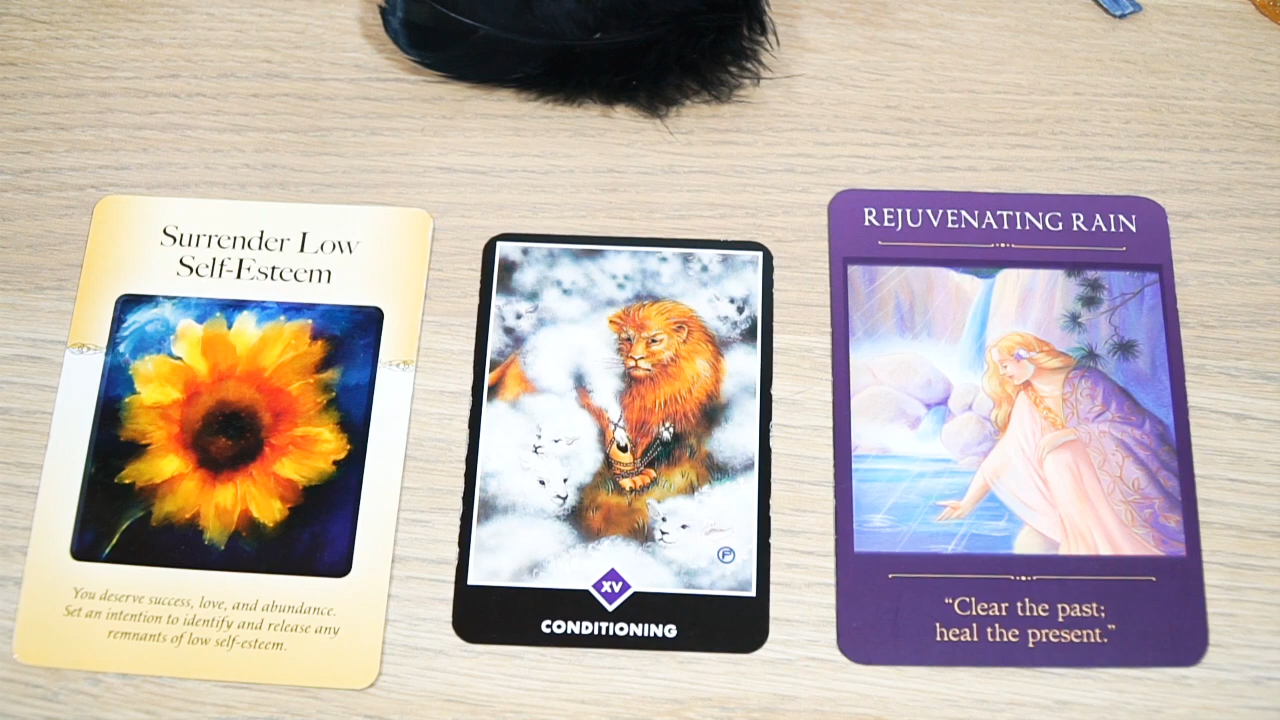 Surrender Low
Self-Esteem
You deserve success, love, and abundance.
Set an intention to identify and release any
remnants of low self-esteem.
XV
CONDITIONING
REJUVENATING RAIN
"Clear the past;
heal the present."